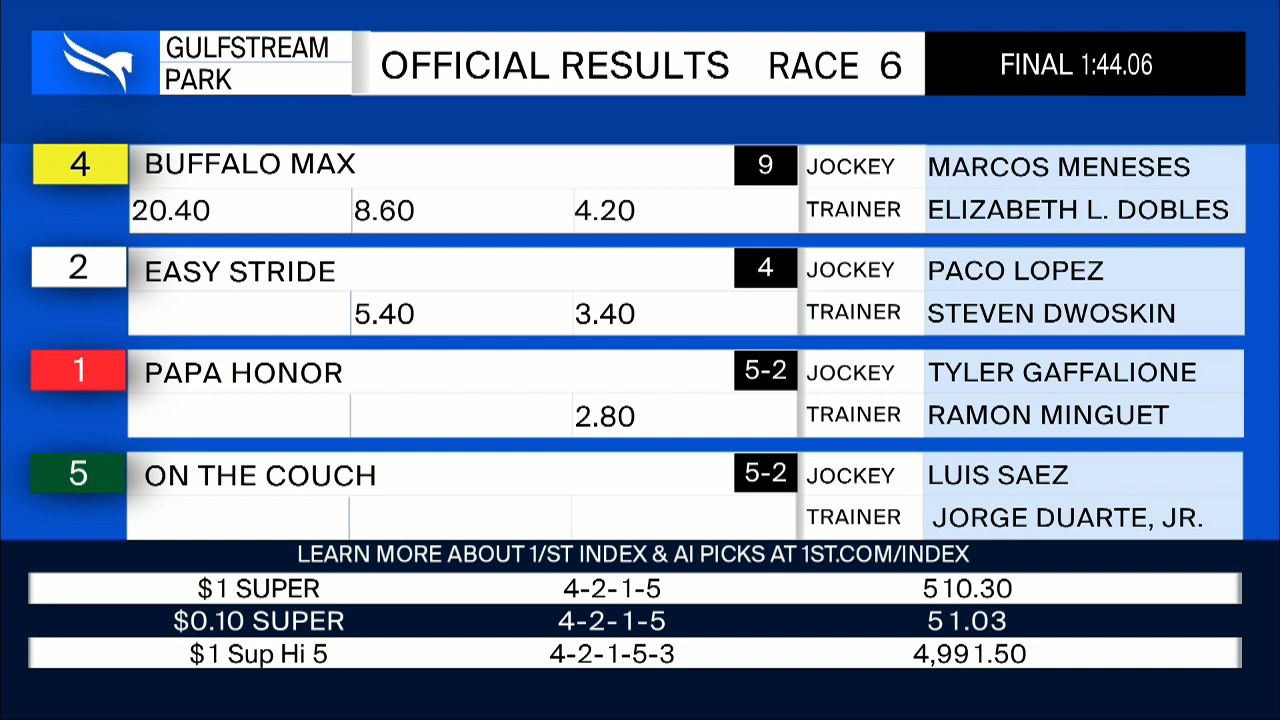 GULFSTREAM PARK OFFICIAL RESULTS RACE 6 FINAL 1:44.06
4 BUFFALO MAX 9 JOCKEY MARCOS MENESES
20.40 8.60 4.20 TRAINER ELIZABETH L. DOBLES
2 EASY STRIDE 4 JOCKEY PACO LOPEZ
5.40 3.40 TRAINER STEVEN DWOSKIN
1 PAPA HONOR 5-2 JOCKEY TYLER GAFFALIONE
2.80 TRAINER RAMON MINGUET
5 ON THE COUCH 5-2 JOCKEY LUIS SAEZ
TRAINER JORGE DUARTE, JR.
LEARN MORE ABOUT 1/ST INDEX & AI PICKS AT 1ST.COM/INDEX
$1 SUPER 4-2-1-5 510.30
$0.10 SUPER 4-2-1-5 51.03
$1 Sup Hi 5 4-2-1-5-3 4,991.50